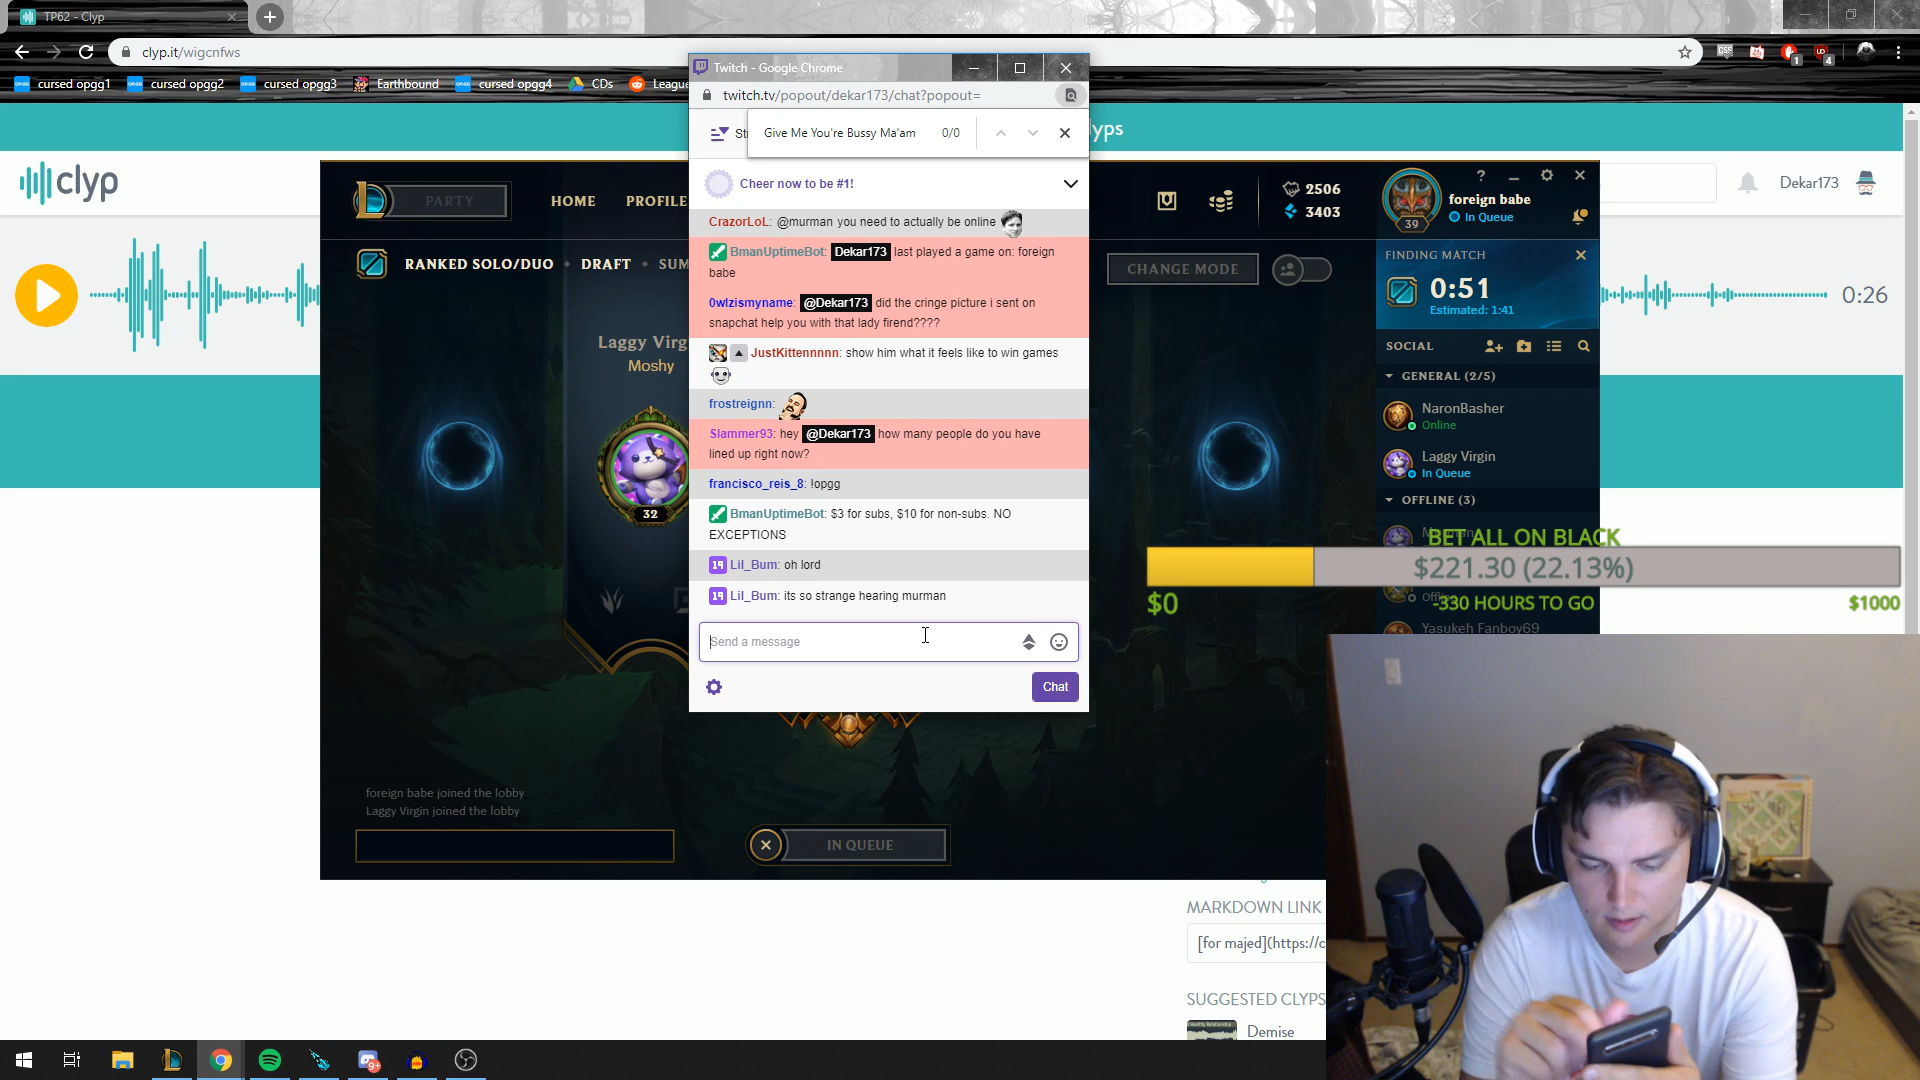 TP62 - Clyp
clyp.it/wigcnfws
cursed opgg1
cursed opgg2
cursed opgg3
Earthbound
cursed opgg4
CDs
Leagu
1
4
Twitch - Google Chrome
twitch.tv/popout/dekar173/chat?popout=
Give Me You're Bussy Ma'am 0/0
St
yps
clyp
Dekar173
0:26
Cheer now to be #1!
CrazorLoL: @murman you need to actually be online
BmanUptimeBot: Dekar173 last played a game on: foreign
babe
0wlzismyname: @Dekar173 did the cringe picture i sent on
snapchat help you with that lady firend????
JustKittennnnn: show him what it feels like to win games
frostreignn:
Slammer93: hey @Dekar173 how many people do you have
lined up right now?
francisco_reis_8: !opgg
BmanUptimeBot: $3 for subs, $10 for non-subs. NO
EXCEPTIONS
19 Lil_Bum: oh lord
19 Lil_Bum: its so strange hearing murman
Send a message
Chat
PARTY
HOME
PROFILE
2506
3403
foreign babe
In Queue
39
RANKED SOLO/DUO
DRAFT
SUM
CHANGE MODE
FINDING MATCH
0:51
Estimated: 1:41
Laggy Virg
Moshy
32
SOCIAL
GENERAL (2/5)
NaronBasher
Online
Laggy Virgin
In Queue
OFFLINE (3)
Yasukeh Fanboy69
BET ALL ON BLACK
$221.30 (22.13%)
$0
-330 HOURS TO GO
$1000
foreign babe joined the lobby
Laggy Virgin joined the lobby
IN QUEUE
MARKDOWN LINK
[for majed](https://c
SUGGESTED CLYPS
Demise
9+